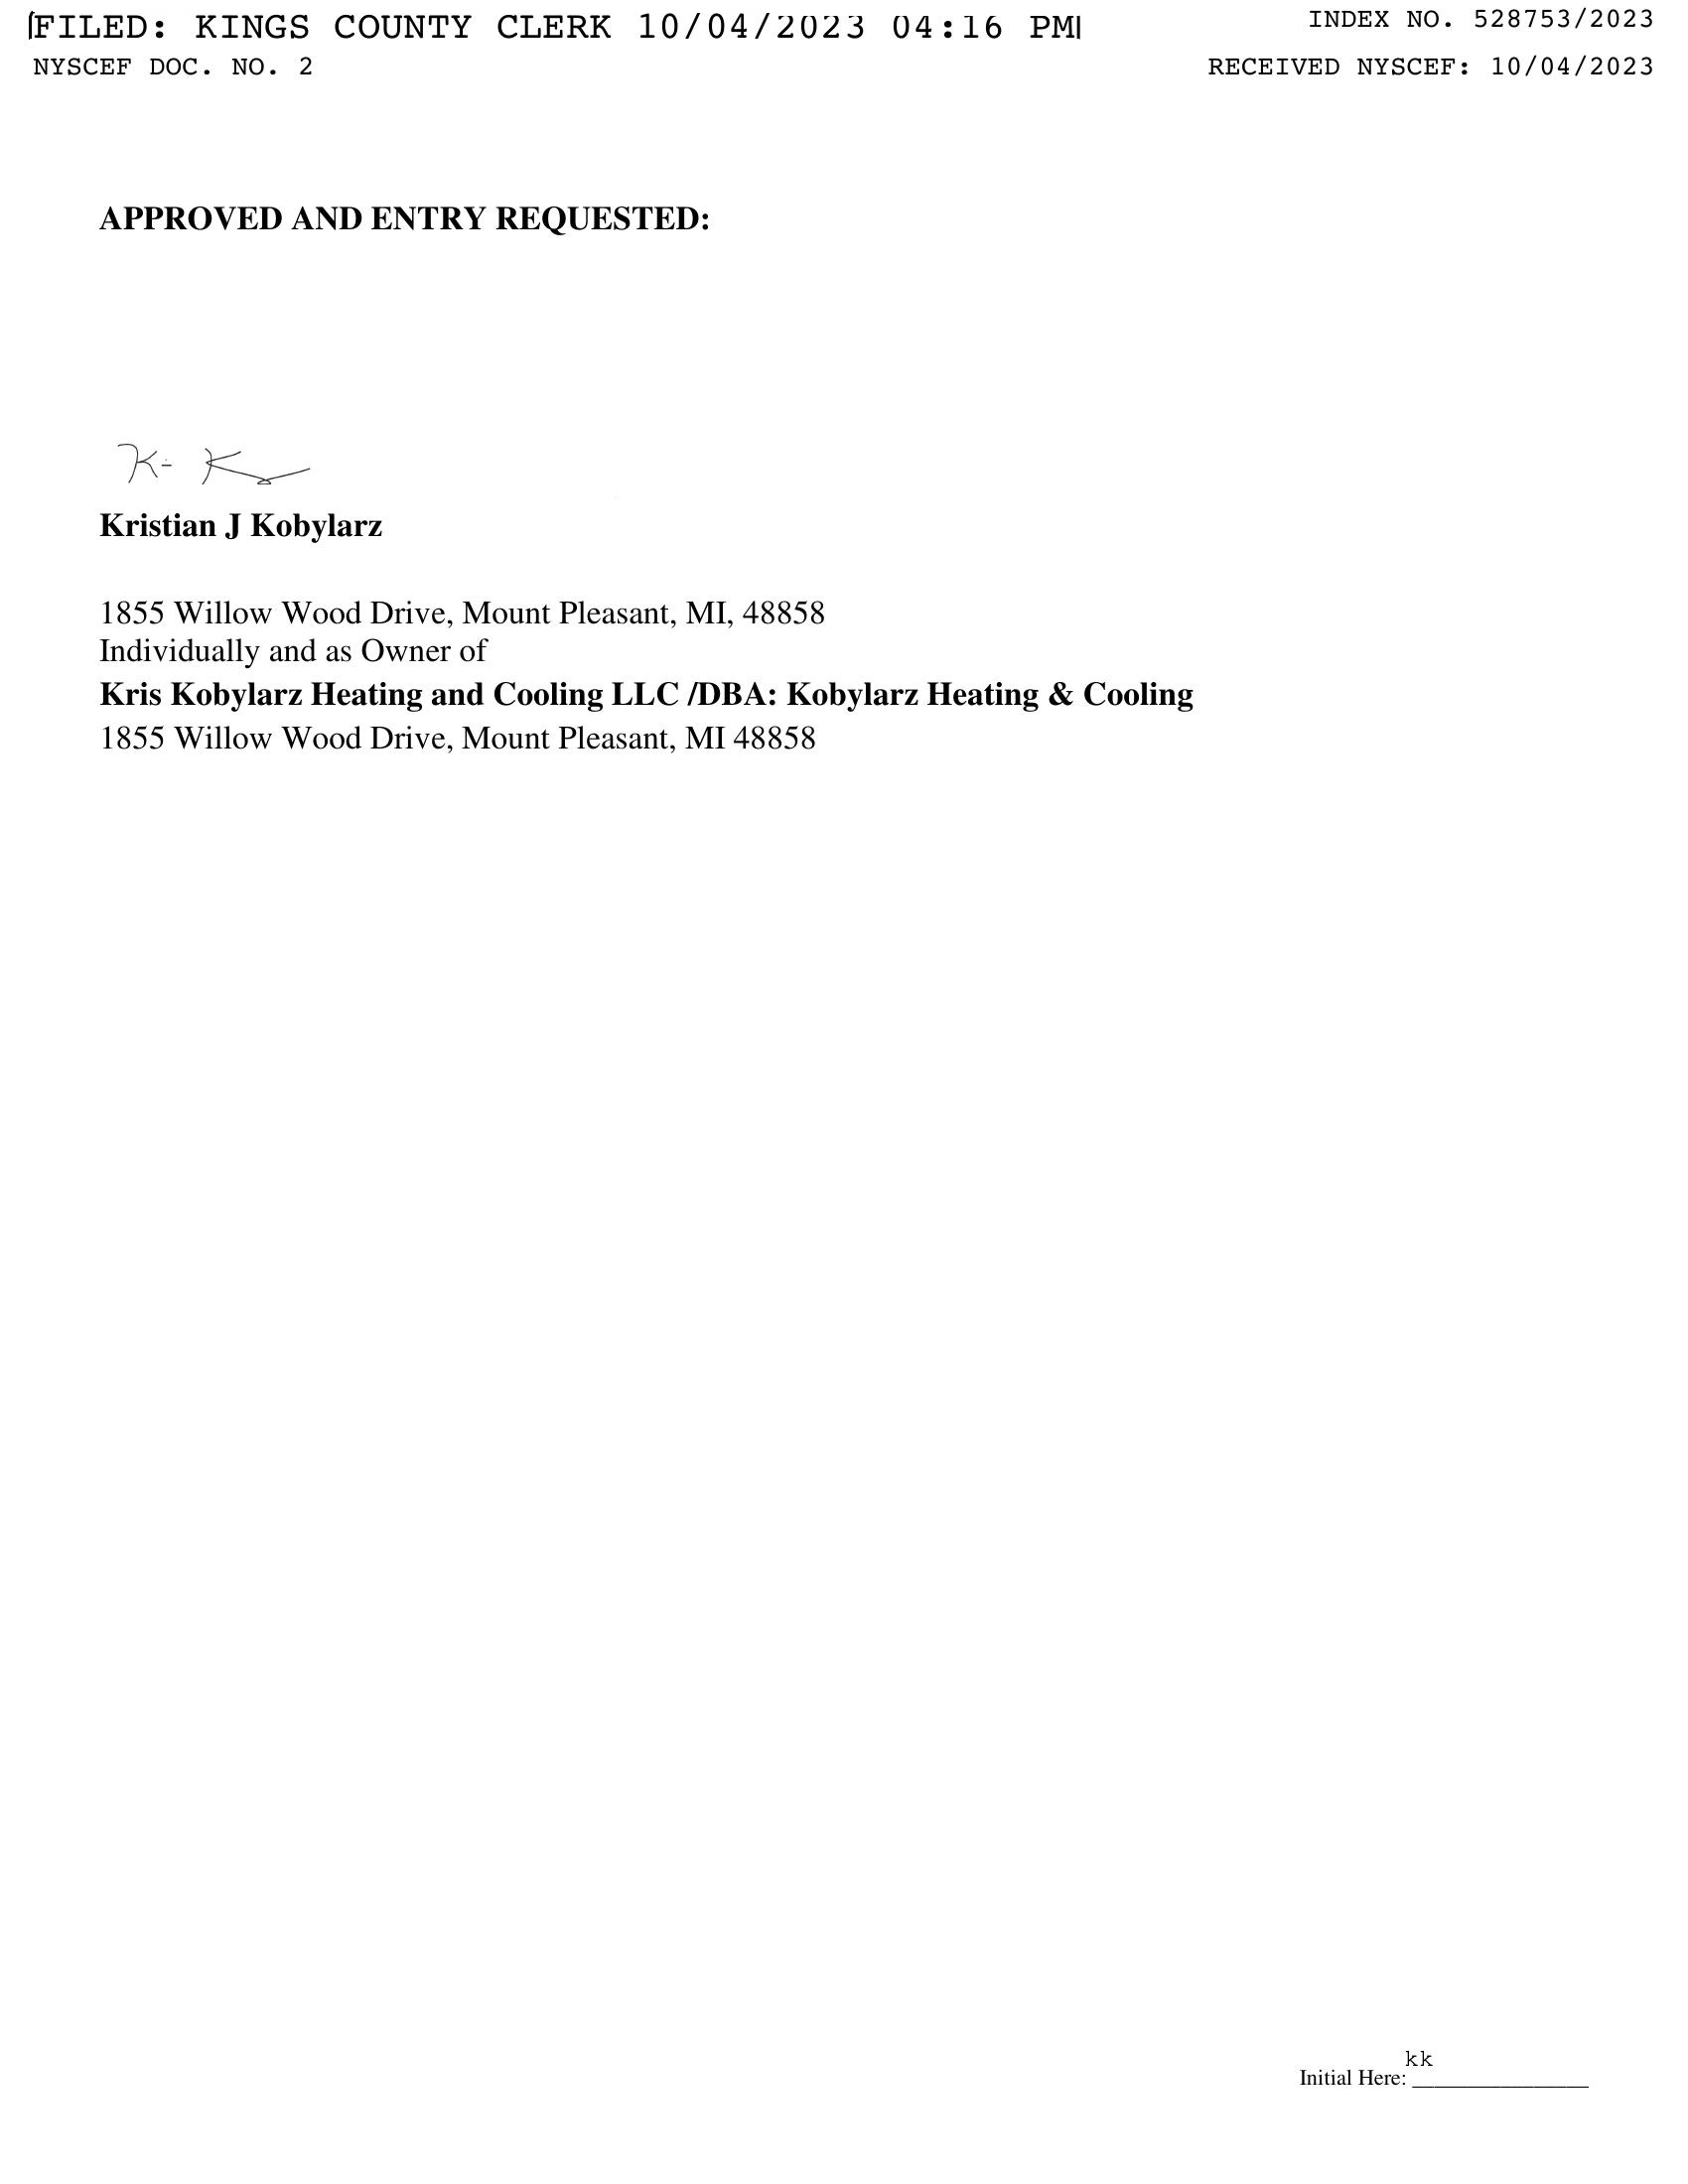 FILED: KINGS COUNTY CLERK 10/04/2023 04:16 PM
INDEX NO. 528753/2023
NYSCEF DOC. NO. 2
RECEIVED NYSCEF: 10/04/2023
APPROVED AND ENTRY REQUESTED:
Kristian J Kobylarz
1855 Willow Wood Drive, Mount Pleasant, MI, 48858
Individually and as Owner of
Kris Kobylarz Heating and Cooling LLC /DBA: Kobylarz Heating & Cooling
1855 Willow Wood Drive, Mount Pleasant, MI 48858
kk
Initial Here: ________________